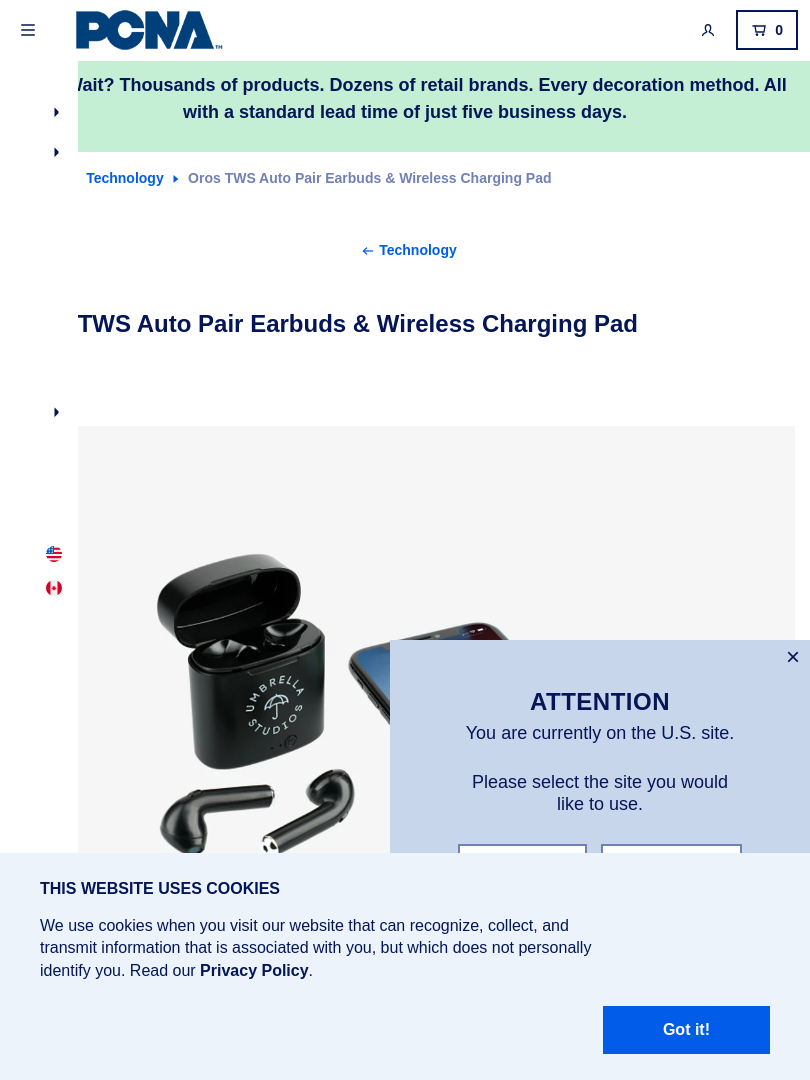 PCNA™
0
Wait? Thousands of products. Dozens of retail brands. Every decoration method. All
with a standard lead time of just five business days.
Technology
Oros TWS Auto Pair Earbuds & Wireless Charging Pad
Technology
TWS Auto Pair Earbuds & Wireless Charging Pad
UMBRELLA
STUDIOS
ATTENTION
You are currently on the U.S. site.
Please select the site you would
like to use.
THIS WEBSITE USES COOKIES
We use cookies when you visit our website that can recognize, collect, and
transmit information that is associated with you, but which does not personally
identify you. Read our Privacy Policy.
Got it!